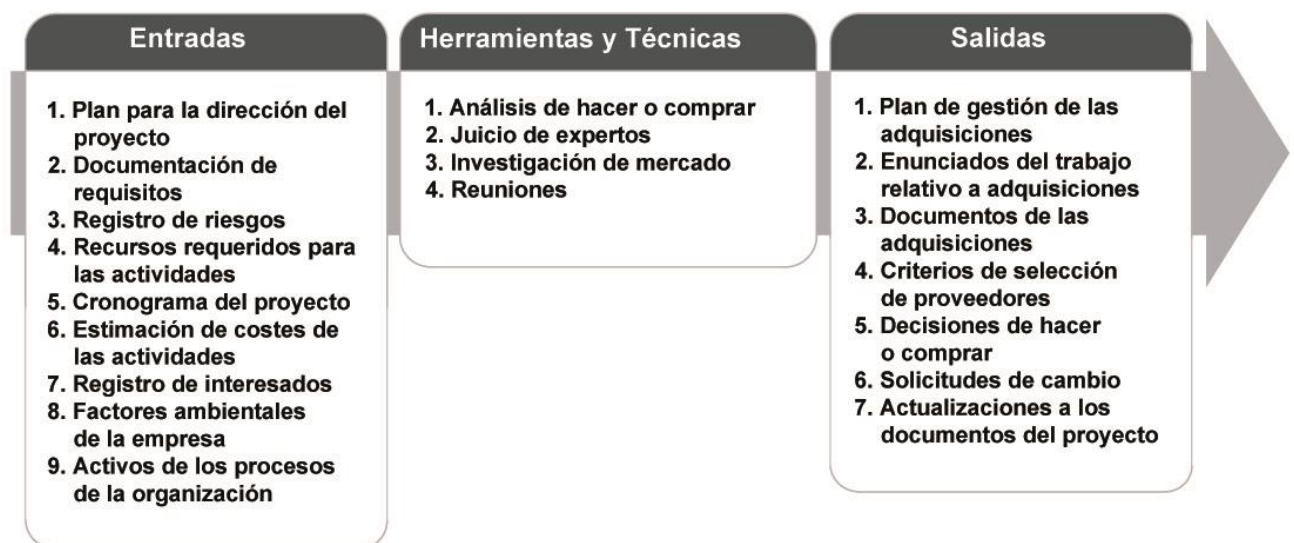 Entradas
1. Plan para la dirección del
proyecto
2. Documentación de
requisitos
3. Registro de riesgos
4. Recursos requeridos para
las actividades
5. Cronograma del proyecto
6. Estimación de costes de
las actividades
7. Registro de interesados
8. Factores ambientales
de la empresa
9. Activos de los procesos
de la organización
Herramientas y Técnicas
1. Análisis de hacer o comprar
2. Juicio de expertos
3. Investigación de mercado
4. Reuniones
Salidas
1. Plan de gestión de las
adquisiciones
2. Enunciados del trabajo
relativo a adquisiciones
3. Documentos de las
adquisiciones
4. Criterios de selección
de proveedores
5. Decisiones de hacer
o comprar
6. Solicitudes de cambio
7. Actualizaciones a los
documentos del proyecto